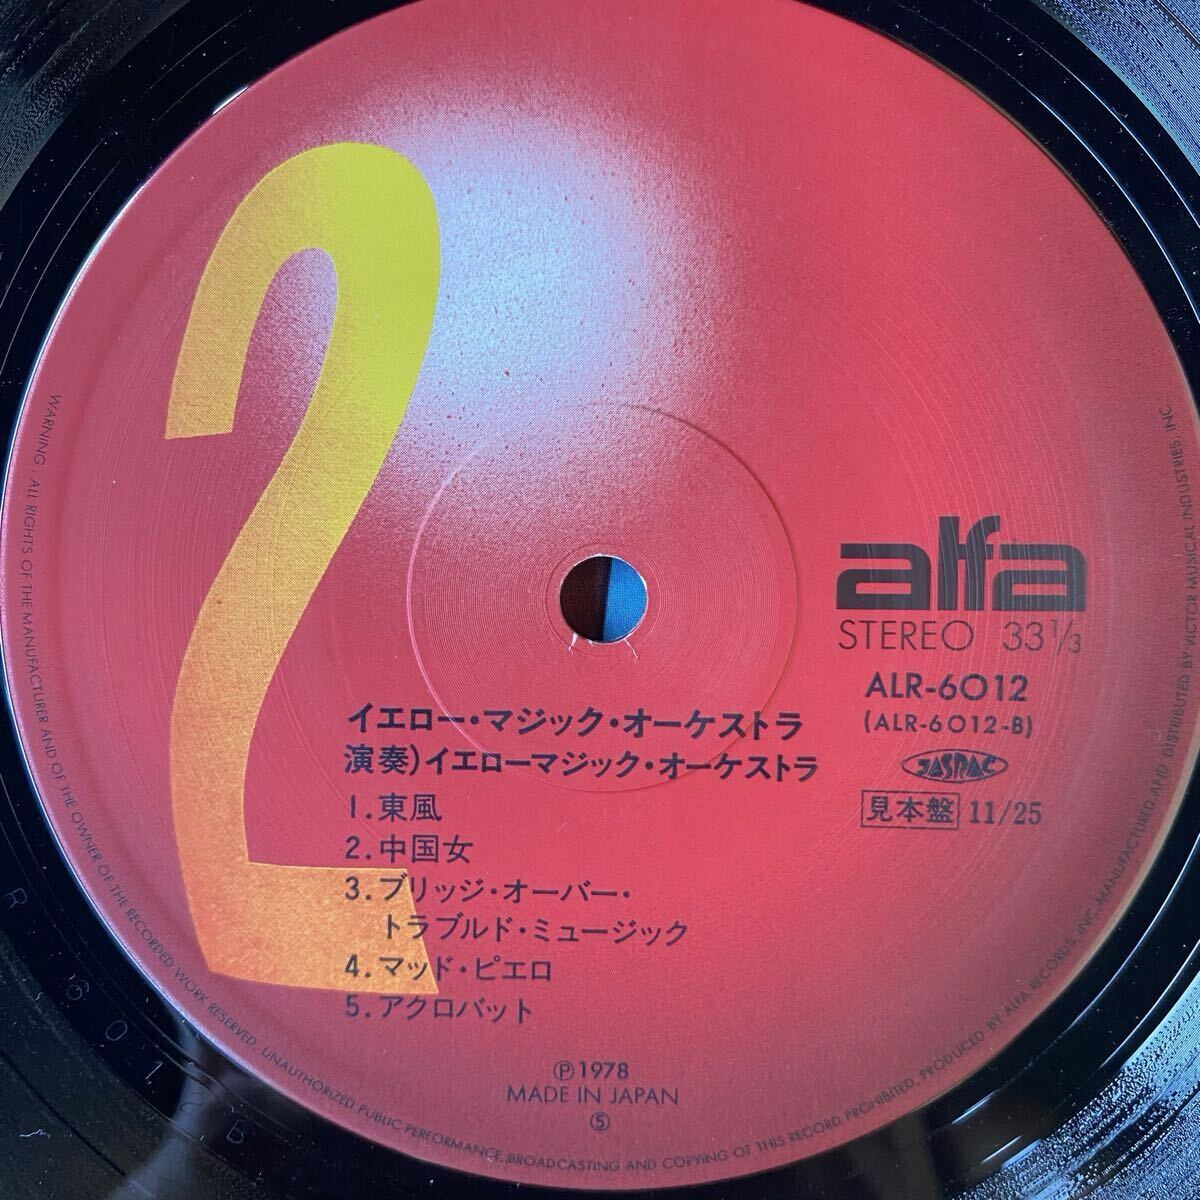 2
alfa
STEREO 33 1/3
ALR-6012
(ALR-6012-B)
JASRAC
見本盤 11/25
イエロー・マジック・オーケストラ
演奏)イエローマジック・オーケストラ
1.東風
2.中国女
3.ブリッジ・オーバー・
トラブルド・ミュージック
4.マッド・ピエロ
5.アクロバット
Ⓟ1978
MADE IN JAPAN
⑤
WARNING : ALL RIGHTS OF THE MANUFACTURER AND OF THE OWNER OF THE RECORDED WORK RESERVED. UNAUTHORIZED PUBLIC PERFORMANCE, BROADCASTING AND COPYING OT THIS RECORD PROHIBITED, PRODUCED BY ALFA RECORDS, INC. MANUFACTURED AND DISTRIBUTED BY VICTOR MUSICAL INDUSTRIES, INC